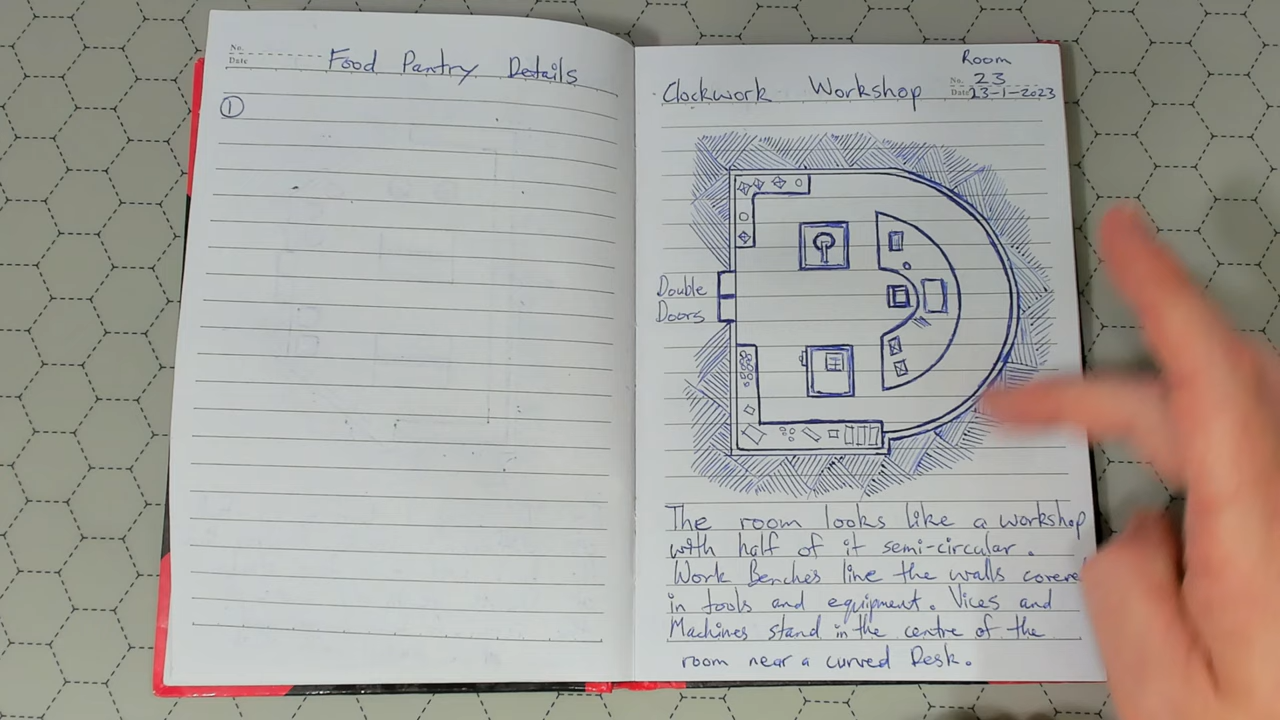 No.
Date
Food Pantry Details
1
Room
No. 23
Date 23-1-2023
Clockwork Workshop
Double
Doors
The room looks like a workshop
with half of it semi-circular.
Work Benches line the walls covere
in tools and equipment. Vices and
Machines stand in the centre of the
room near a curved Desk.